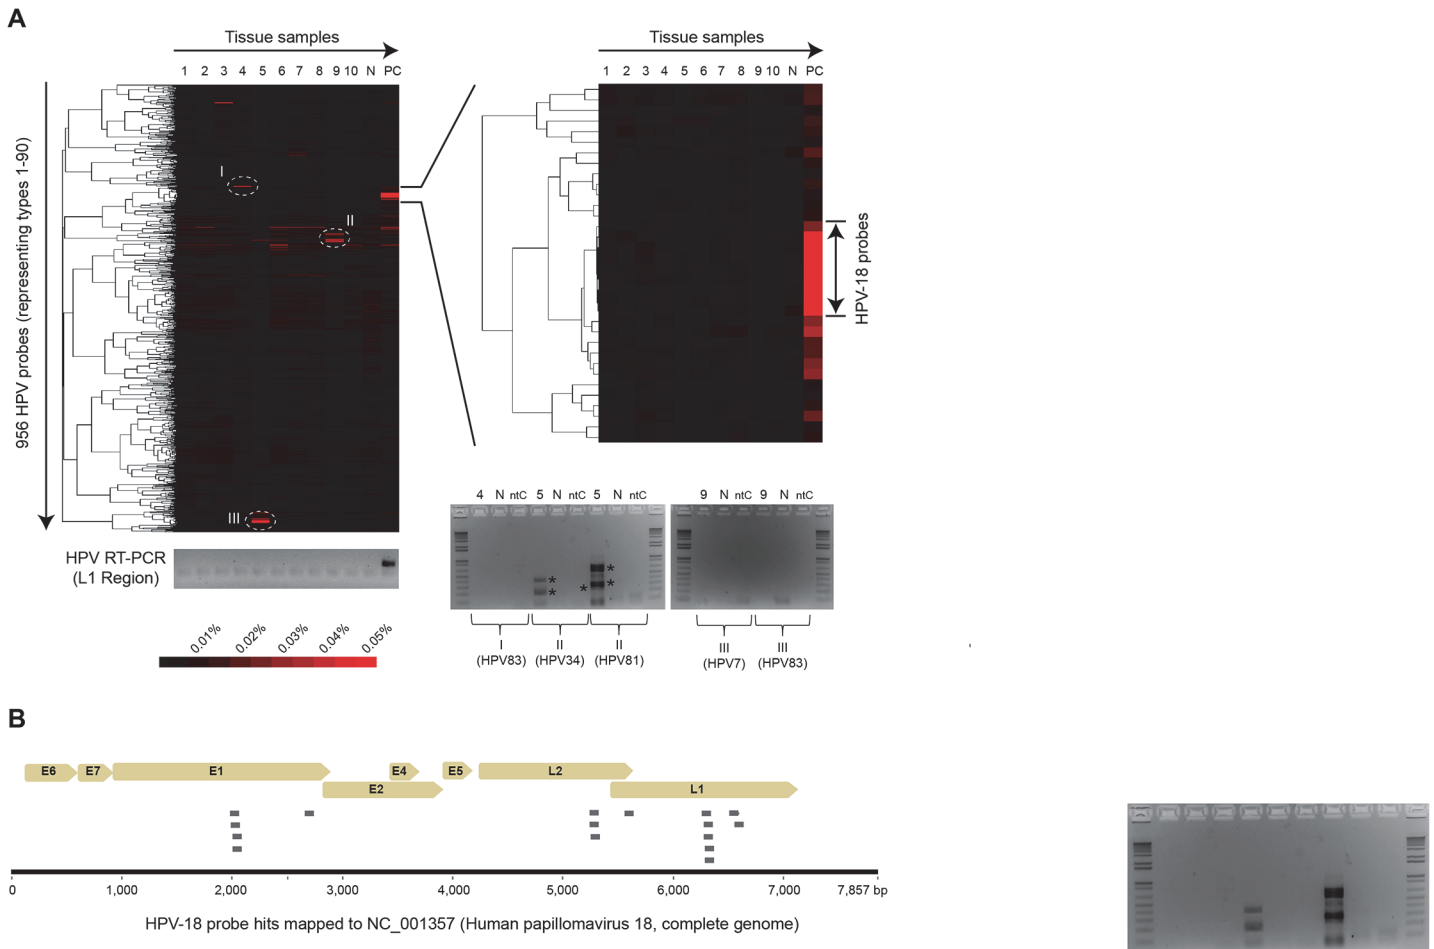 A
Tissue samples
1 2 3 4 5 6 7 8 9 10 N PC
956 HPV probes (representing types 1-90)
I
II
III
HPV RT-PCR
(L1 Region)
0.01% 0.02% 0.03% 0.04% 0.05%
Tissue samples
1 2 3 4 5 6 7 8 9 10 N PC
HPV-18 probes
4 N ntC 5 N ntC 5 N ntC
* * * * *
I II II
(HPV83) (HPV34) (HPV81)
9 N ntC 9 N ntC
III III
(HPV7) (HPV83)
B
E6 E7 E1 E4 E5 L2
E2 L1
0 1,000 2,000 3,000 4,000 5,000 6,000 7,000 7,857 bp
HPV-18 probe hits mapped to NC_001357 (Human papillomavirus 18, complete genome)